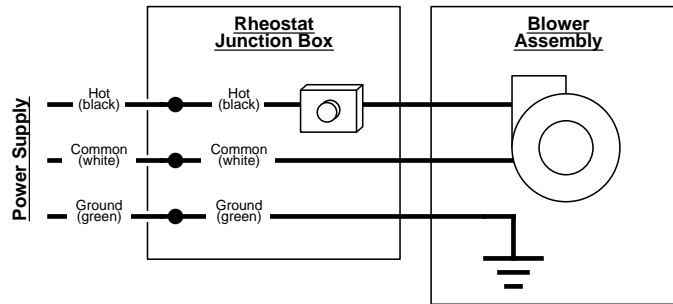 Rheostat
Junction Box
Blower
Assembly
Power Supply
Hot
(black)
Hot
(black)
Common
(white)
Common
(white)
Ground
(green)
Ground
(green)